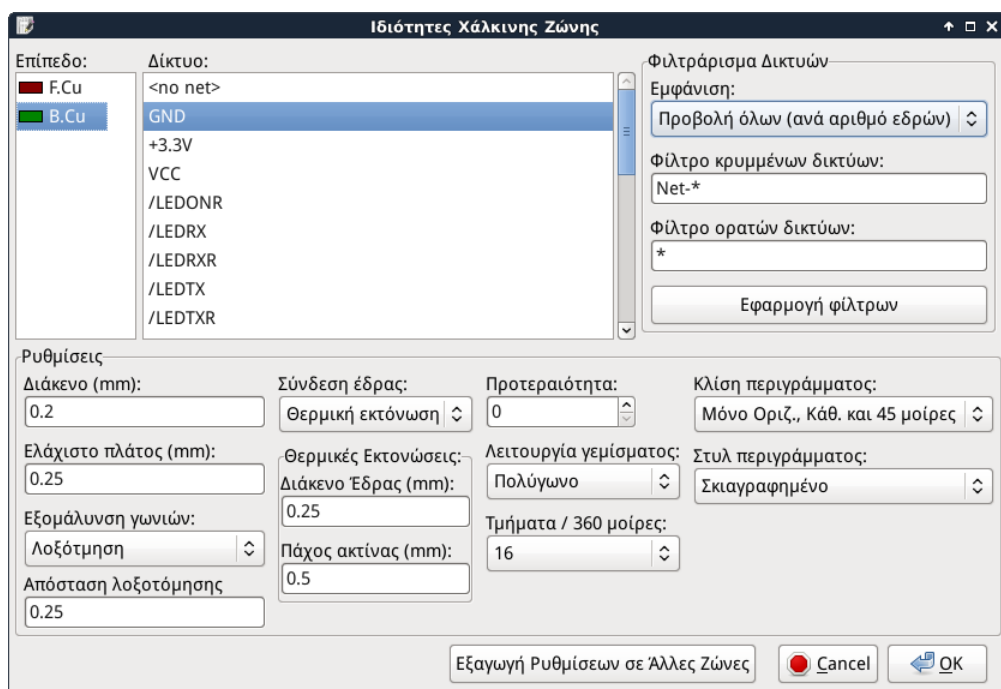 Ιδιότητες Χάλκινης Ζώνης
Επίπεδο:
F.Cu
B.Cu
Δίκτυο:
<no net>
GND
+3.3V
VCC
/LEDONR
/LEDRX
/LEDRXR
/LEDTX
/LEDTXR
Φιλτράρισμα Δικτυών
Εμφάνιση:
Προβολή όλων (ανά αριθμό εδρών)
Φίλτρο κρυμμένων δικτύων:
Net-*
Φίλτρο ορατών δικτύων:
*
Εφαρμογή φίλτρων
Ρυθμίσεις
Διάκενο (mm):
0.2
Ελάχιστο πλάτος (mm):
0.25
Εξομάλυνση γωνιών:
Λοξότμηση
Απόσταση λοξοτόμησης
0.25
Σύνδεση έδρας:
Θερμική εκτόνωση
Θερμικές Εκτονώσεις:
Διάκενο Έδρας (mm):
0.25
Πάχος ακτίνας (mm):
0.5
Προτεραιότητα:
0
Λειτουργία γεμίσματος:
Πολύγωνο
Τμήματα / 360 μοίρες:
16
Κλίση περιγράμματος:
Μόνο Οριζ., Κάθ. και 45 μοίρες
Στυλ περιγράμματος:
Σκιαγραφημένο
Εξαγωγή Ρυθμίσεων σε Άλλες Ζώνες
Cancel
OK